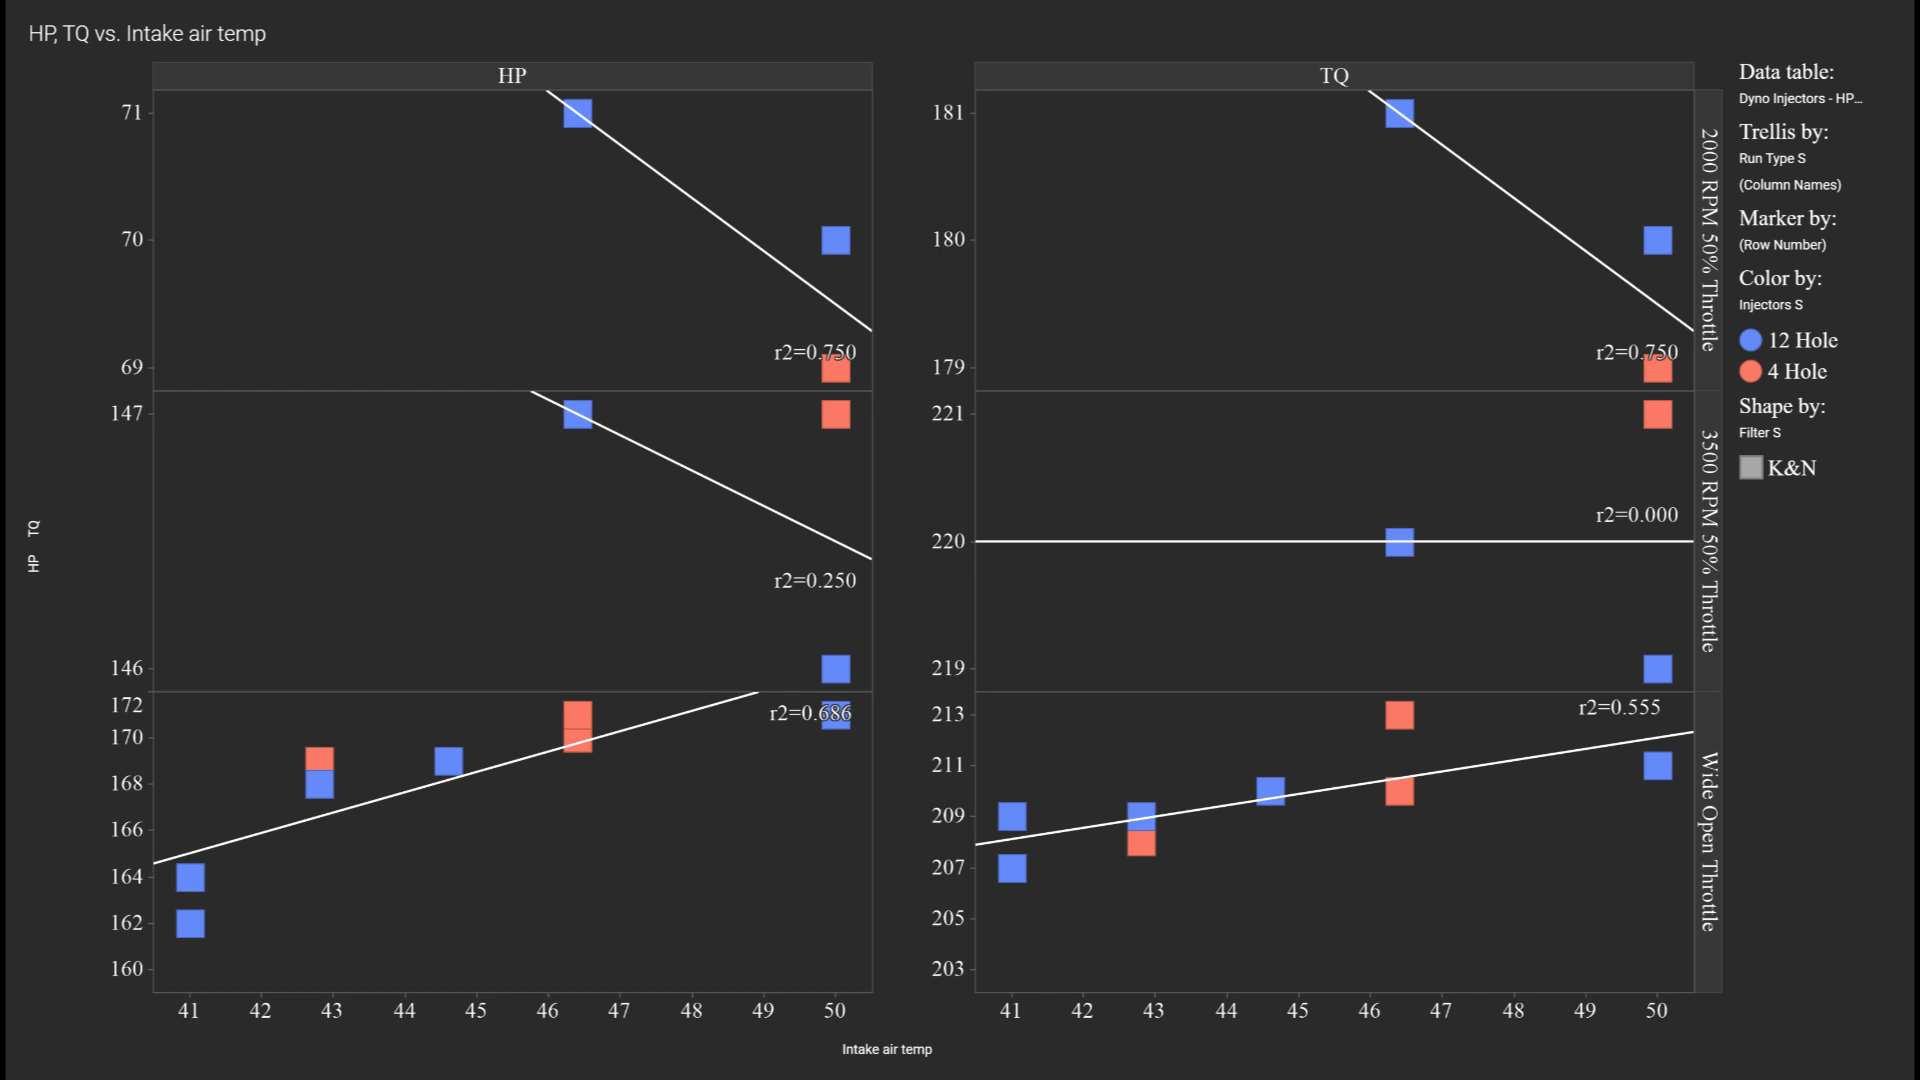 HP, TQ vs. Intake air temp
HP
TQ
71
70
69
r2=0.750
181
180
179
r2=0.750
2000 RPM 50% Throttle
147
146
r2=0.250
221
220
219
r2=0.000
3500 RPM 50% Throttle
172
170
168
166
164
162
160
r2=0.686
213
211
209
207
205
203
r2=0.555
Wide Open Throttle
41 42 43 44 45 46 47 48 49 50
41 42 43 44 45 46 47 48 49 50
Intake air temp
HP TQ
Data table:
Dyno Injectors - HP...
Trellis by:
Run Type S
(Column Names)
Marker by:
(Row Number)
Color by:
Injectors S
12 Hole
4 Hole
Shape by:
Filter S
K&N